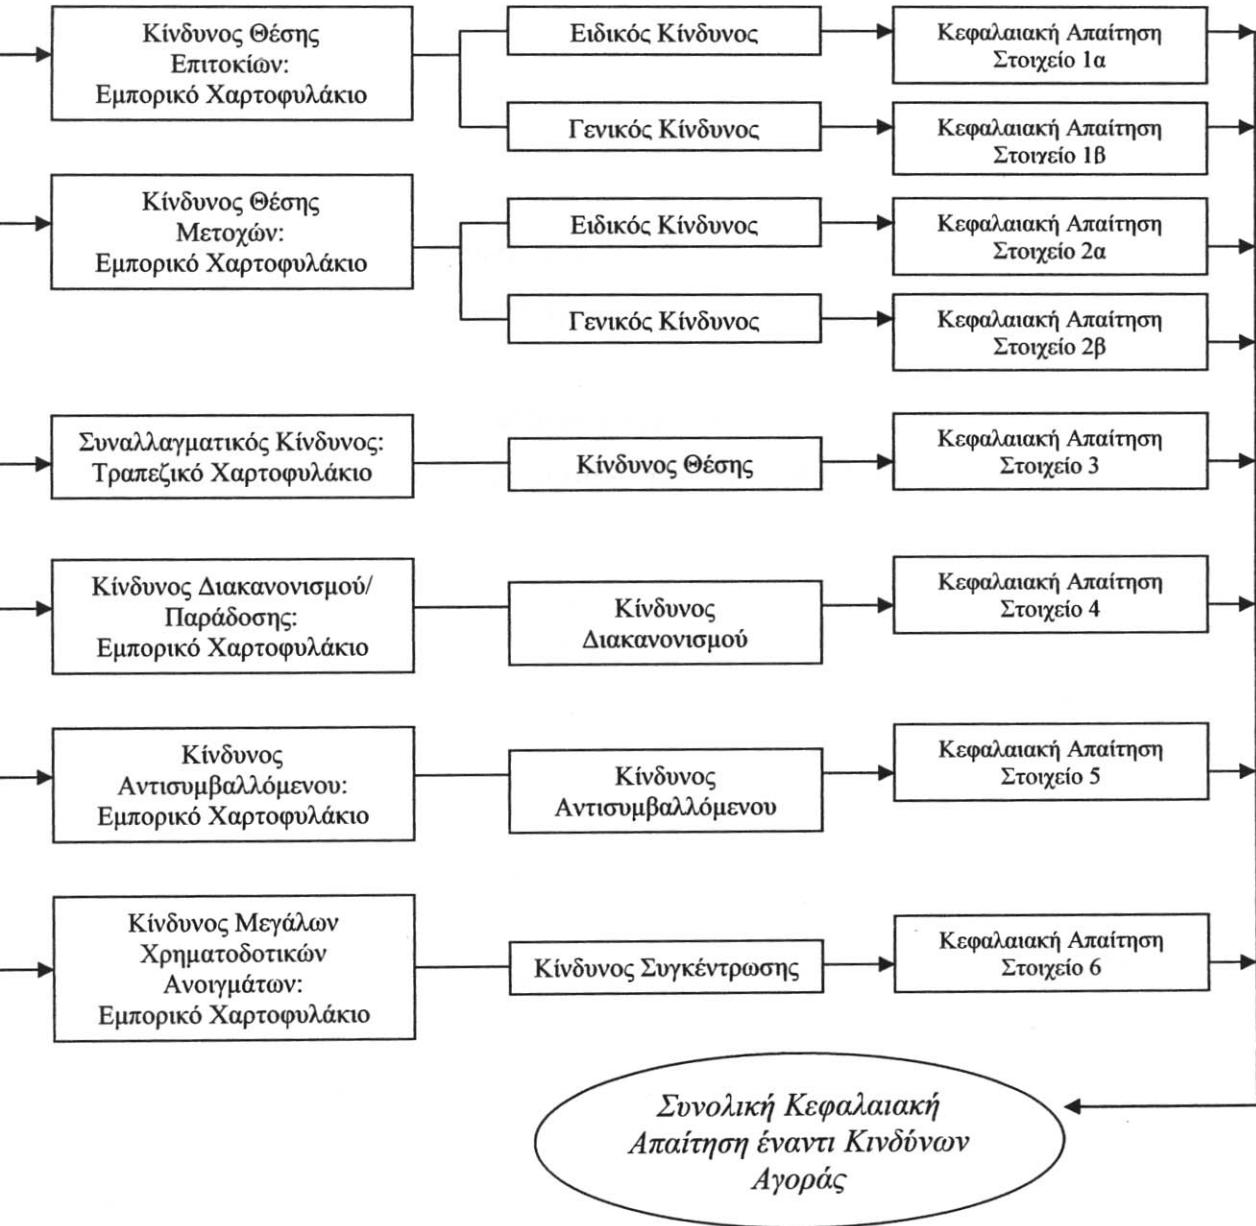 Κίνδυνος Θέσης
Επιτοκίων:
Εμπορικό Χαρτοφυλάκιο
Ειδικός Κίνδυνος
Κεφαλαιακή Απαίτηση
Στοιχείο 1α
Γενικός Κίνδυνος
Κεφαλαιακή Απαίτηση
Στοιχείο 1β
Κίνδυνος Θέσης
Μετοχών:
Εμπορικό Χαρτοφυλάκιο
Ειδικός Κίνδυνος
Κεφαλαιακή Απαίτηση
Στοιχείο 2α
Γενικός Κίνδυνος
Κεφαλαιακή Απαίτηση
Στοιχείο 2β
Συναλλαγματικός Κίνδυνος:
Τραπεζικό Χαρτοφυλάκιο
Κίνδυνος Θέσης
Κεφαλαιακή Απαίτηση
Στοιχείο 3
Κίνδυνος Διακανονισμού/
Παράδοσης:
Εμπορικό Χαρτοφυλάκιο
Κίνδυνος
Διακανονισμού
Κεφαλαιακή Απαίτηση
Στοιχείο 4
Κίνδυνος
Αντισυμβαλλόμενου:
Εμπορικό Χαρτοφυλάκιο
Κίνδυνος
Αντισυμβαλλόμενου
Κεφαλαιακή Απαίτηση
Στοιχείο 5
Κίνδυνος Μεγάλων
Χρηματοδοτικών
Ανοιγμάτων:
Εμπορικό Χαρτοφυλάκιο
Κίνδυνος Συγκέντρωσης
Κεφαλαιακή Απαίτηση
Στοιχείο 6
Συνολική Κεφαλαιακή
Απαίτηση έναντι Κινδύνων
Αγοράς